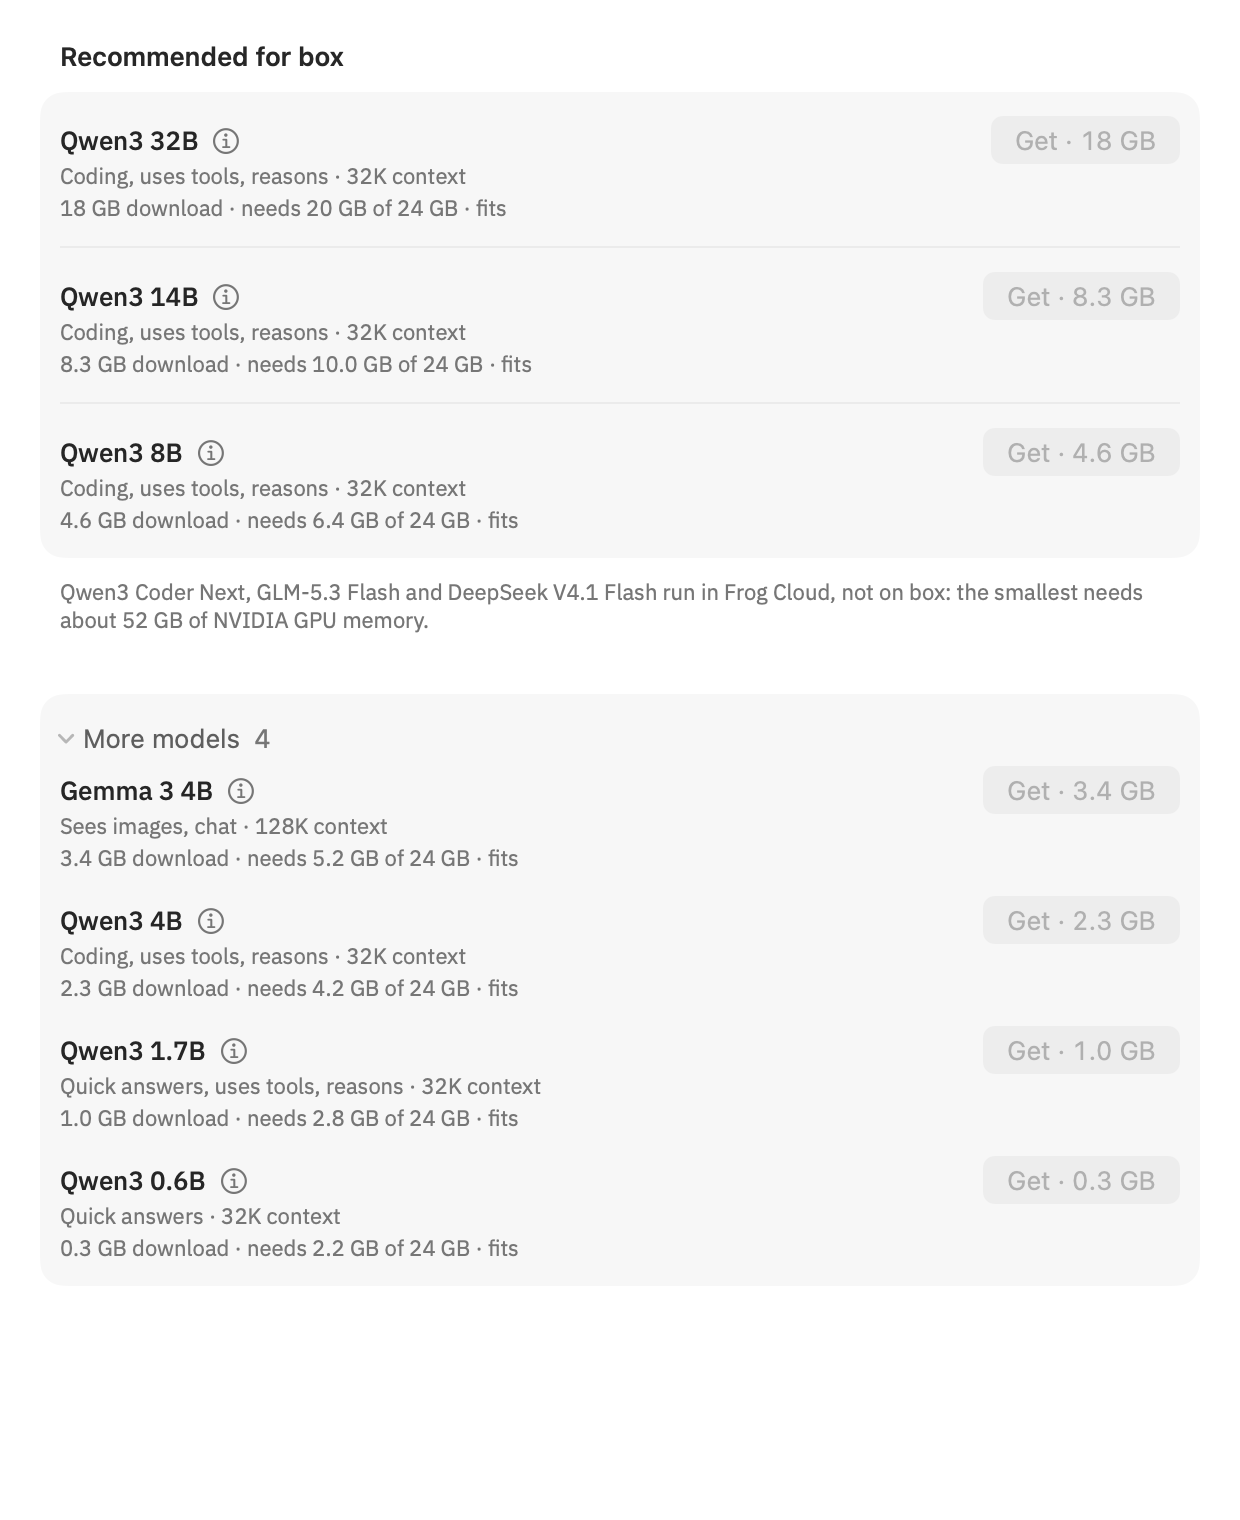 Recommended for box
Qwen3 32B
Get · 18 GB
Coding, uses tools, reasons · 32K context
18 GB download · needs 20 GB of 24 GB · fits
Qwen3 14B
Get · 8.3 GB
Coding, uses tools, reasons · 32K context
8.3 GB download · needs 10.0 GB of 24 GB · fits
Qwen3 8B
Get · 4.6 GB
Coding, uses tools, reasons · 32K context
4.6 GB download · needs 6.4 GB of 24 GB · fits
Qwen3 Coder Next, GLM-5.3 Flash and DeepSeek V4.1 Flash run in Frog Cloud, not on box: the smallest needs
about 52 GB of NVIDIA GPU memory.
More models 4
Gemma 3 4B
Get · 3.4 GB
Sees images, chat · 128K context
3.4 GB download · needs 5.2 GB of 24 GB · fits
Qwen3 4B
Get · 2.3 GB
Coding, uses tools, reasons · 32K context
2.3 GB download · needs 4.2 GB of 24 GB · fits
Qwen3 1.7B
Get · 1.0 GB
Quick answers, uses tools, reasons · 32K context
1.0 GB download · needs 2.8 GB of 24 GB · fits
Qwen3 0.6B
Get · 0.3 GB
Quick answers · 32K context
0.3 GB download · needs 2.2 GB of 24 GB · fits